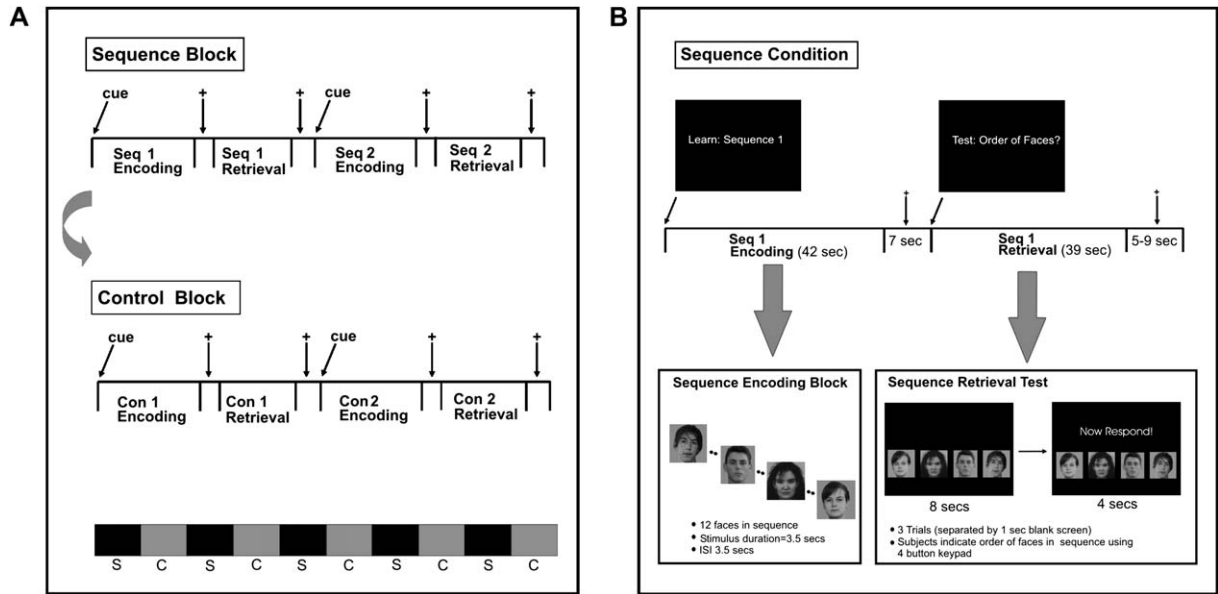 A
Sequence Block
cue + + cue + +
Seq 1 Encoding
Seq 1 Retrieval
Seq 2 Encoding
Seq 2 Retrieval
Control Block
cue + + cue + +
Con 1 Encoding
Con 1 Retrieval
Con 2 Encoding
Con 2 Retrieval
S C S C S C S C S C
B
Sequence Condition
Learn: Sequence 1
Test: Order of Faces?
+ +
Seq 1
Encoding (42 sec)
7 sec
Seq 1
Retrieval (39 sec)
5-9 sec
Sequence Encoding Block
• 12 faces in sequence
• Stimulus duration=3.5 secs
• ISI 3.5 secs
Sequence Retrieval Test
Now Respond!
8 secs
4 secs
• 3 Trials (separated by 1 sec blank screen)
• Subjects indicate order of faces in sequence using
4 button keypad